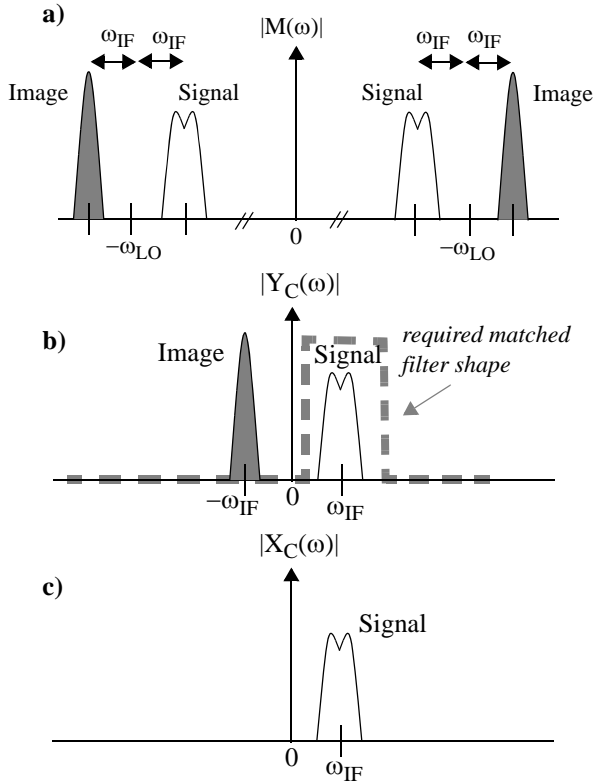 a)
|M(ω)|
ωIF ωIF ωIF ωIF
Image Signal Signal Image
−ωLO 0 −ωLO
|YC(ω)|
b)
Image Signal
required matched
filter shape
−ωIF 0 ωIF
|XC(ω)|
c)
Signal
0 ωIF